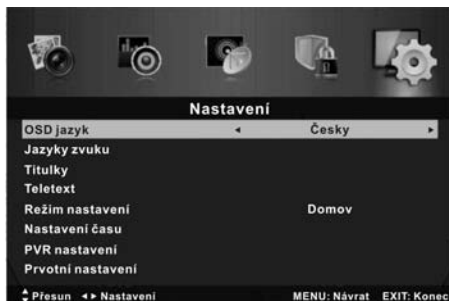 Nastavení
OSD jazyk Česky
Jazyky zvuku
Titulky
Teletext
Režim nastavení Domov
Nastavení času
PVR nastavení
Prvotní nastavení
Přesun Nastavení MENU: Návrat EXIT: Konec